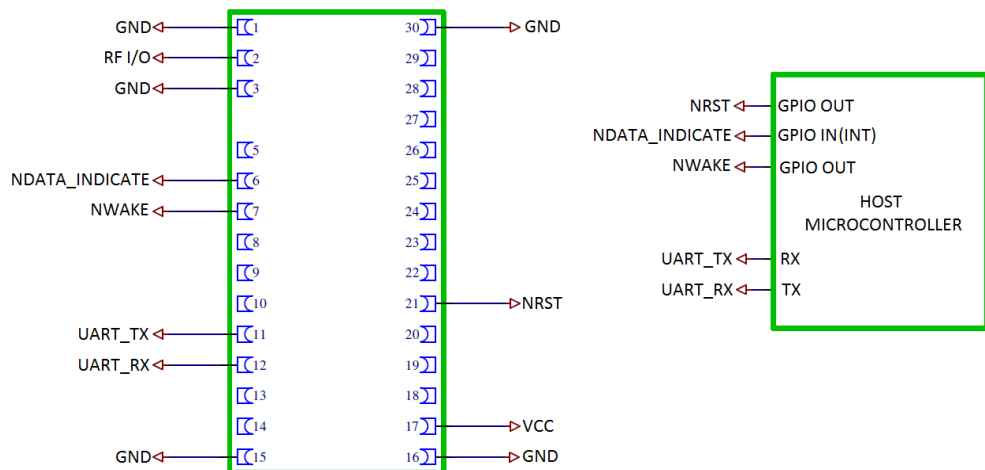 GND 1 30 GND
RF I/O 2 29
GND 3 28
27
5 26
NDATA_INDICATE 6 25
NWAKE 7 24
8 23
9 22
10 21 NRST
UART_TX 11 20
UART_RX 12 19
13 18
14 17 VCC
GND 15 16 GND
NRST GPIO OUT
NDATA_INDICATE GPIO IN(INT)
NWAKE GPIO OUT
HOST
MICROCONTROLLER
UART_TX RX
UART_RX TX